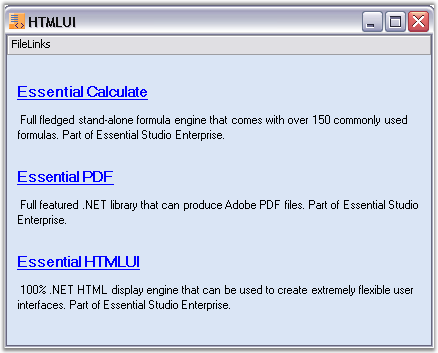 HTMLUI
FileLinks
Essential Calculate
Full fledged stand-alone formula engine that comes with over 150 commonly used
formulas. Part of Essential Studio Enterprise.
Essential PDF
Full featured .NET library that can produce Adobe PDF files. Part of Essential Studio
Enterprise.
Essential HTMLUI
100% .NET HTML display engine that can be used to create extremely flexible user
interfaces. Part of Essential Studio Enterprise.